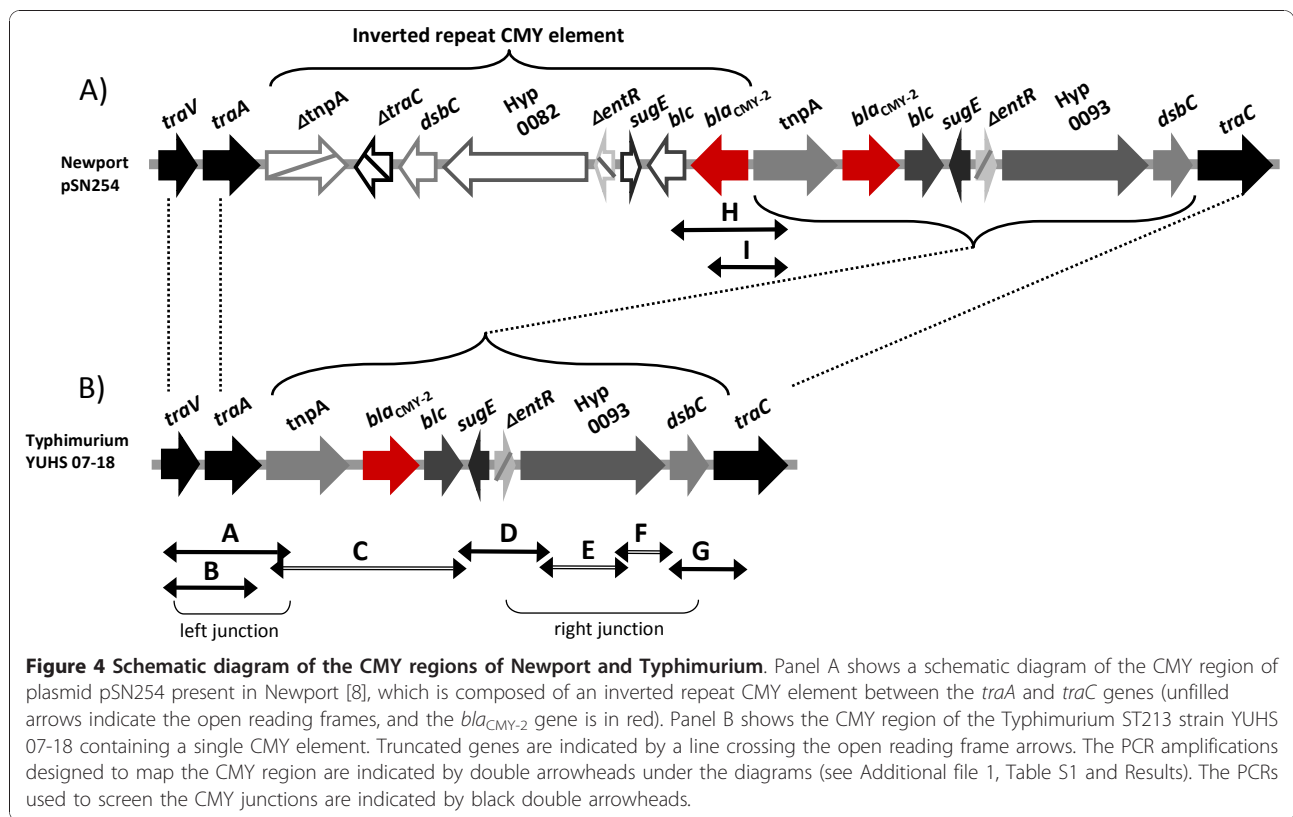 Inverted repeat CMY element
A)
traV traA ΔtnpA ΔtraC dsbC Hyp 0082 ΔentR sugE blc blaCMY-2 tnpA blaCMY-2 blc sugE ΔentR Hyp 0093 dsbC traC
Newport
pSN254
H
I
B)
traV traA tnpA blaCMY-2 blc sugE ΔentR Hyp 0093 dsbC traC
Typhimurium
YUHS 07-18
A C D E F G
B
left junction right junction
Figure 4 Schematic diagram of the CMY regions of Newport and Typhimurium. Panel A shows a schematic diagram of the CMY region of
plasmid pSN254 present in Newport [8], which is composed of an inverted repeat CMY element between the traA and traC genes (unfilled
arrows indicate the open reading frames, and the blaCMY-2 gene is in red). Panel B shows the CMY region of the Typhimurium ST213 strain YUHS
07-18 containing a single CMY element. Truncated genes are indicated by a line crossing the open reading frame arrows. The PCR amplifications
designed to map the CMY region are indicated by double arrowheads under the diagrams (see Additional file 1, Table S1 and Results). The PCRs
used to screen the CMY junctions are indicated by black double arrowheads.